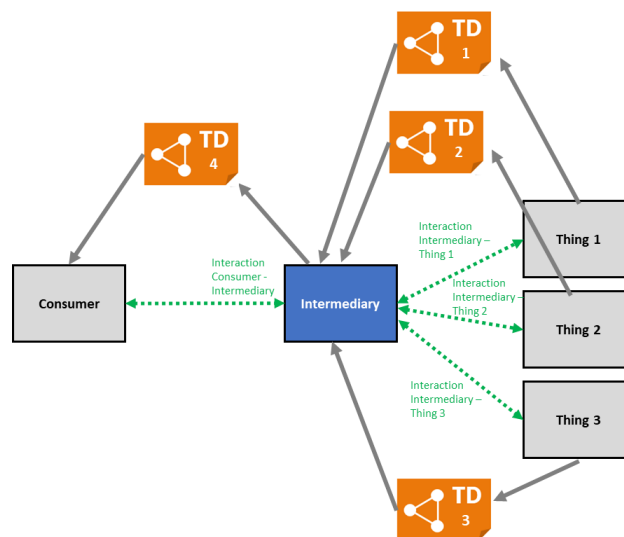 TD
1
TD
2
TD
4
Interaction
Intermediary –
Thing 1
Thing 1
Interaction
Consumer -
Intermediary
Interaction
Intermediary –
Thing 2
Consumer
Intermediary
Thing 2
Interaction
Intermediary –
Thing 3
Thing 3
TD
3